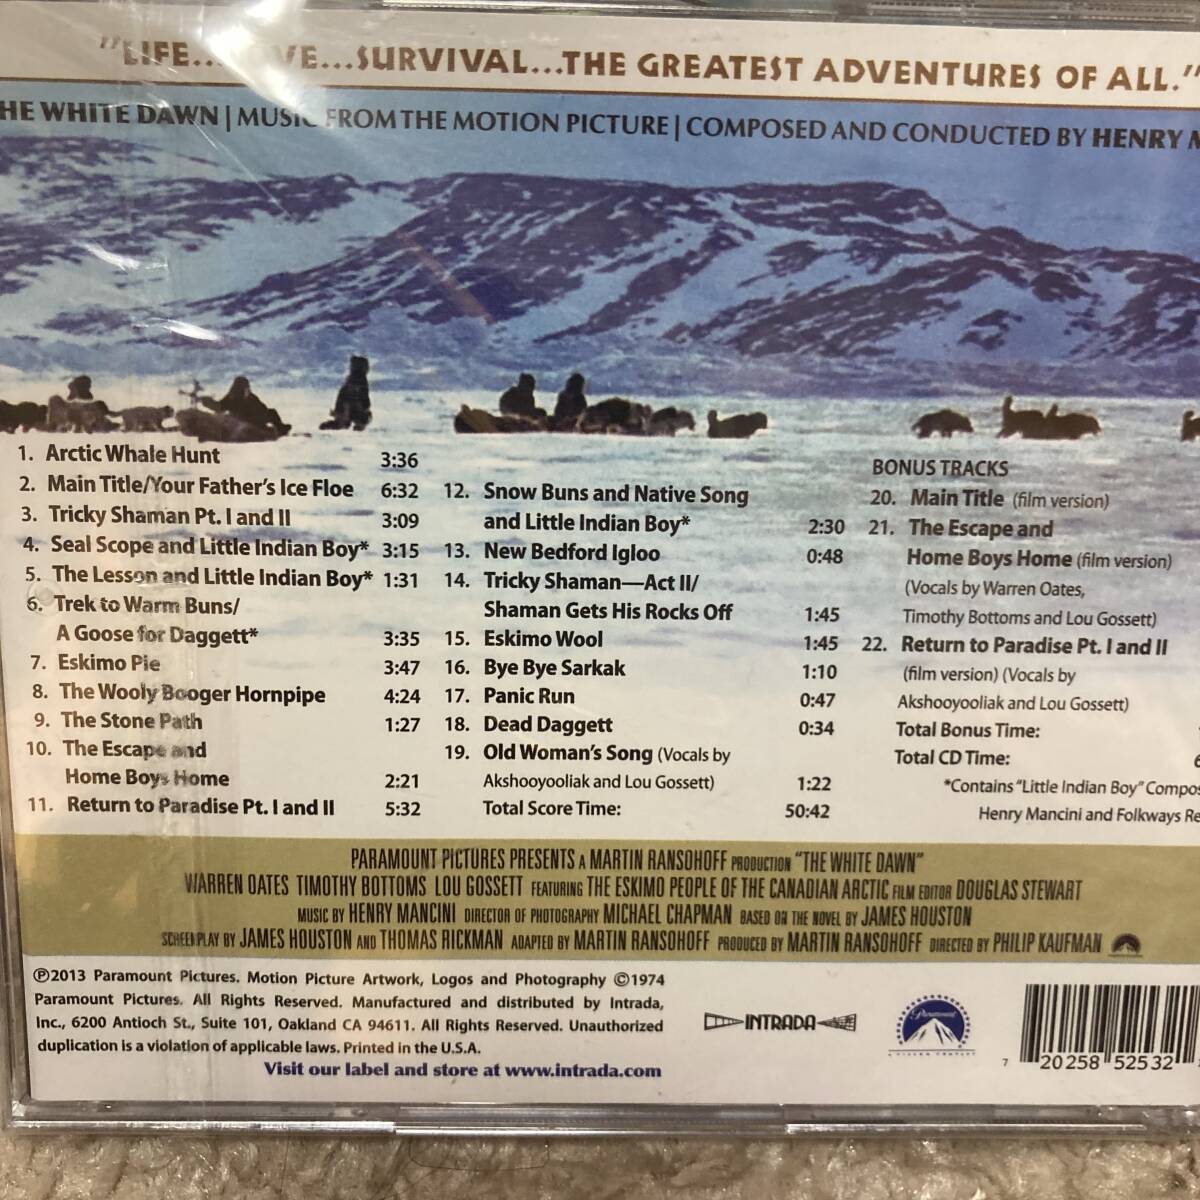 "LIFE... ...SURVIVAL...THE GREATEST ADVENTURES OF ALL."
THE WHITE DAWN | MUSIC FROM THE MOTION PICTURE | COMPOSED AND CONDUCTED BY HENRY
1. Arctic Whale Hunt 3:36
2. Main Title/Your Father's Ice Floe 6:32
3. Tricky Shaman Pt. I and II 3:09
4. Seal Scope and Little Indian Boy* 3:15
5. The Lesson and Little Indian Boy* 1:31
6. Trek to Warm Buns/
A Goose for Daggett* 3:35
7. Eskimo Pie 3:47
8. The Wooly Booger Hornpipe 4:24
9. The Stone Path 1:27
10. The Escape and
Home Boys Home 2:21
11. Return to Paradise Pt. I and II 5:32
12. Snow Buns and Native Song
and Little Indian Boy* 2:30
13. New Bedford Igloo 0:48
14. Tricky Shaman—Act II/
Shaman Gets His Rocks Off 1:45
15. Eskimo Wool 1:45
16. Bye Bye Sarkak 1:10
17. Panic Run 0:47
18. Dead Daggett 0:34
19. Old Woman's Song (Vocals by
Akshooyooliak and Lou Gossett) 1:22
Total Score Time: 50:42
BONUS TRACKS
20. Main Title (film version)
21. The Escape and
Home Boys Home (film version)
(Vocals by Warren Oates,
Timothy Bottoms and Lou Gossett)
22. Return to Paradise Pt. I and II
(film version) (Vocals by
Akshooyooliak and Lou Gossett)
Total Bonus Time:
Total CD Time:
*Contains "Little Indian Boy"
Henry Mancini and Folkways
PARAMOUNT PICTURES PRESENTS A MARTIN RANSOHOFF PRODUCTION "THE WHITE DAWN"
WARREN OATES TIMOTHY BOTTOMS LOU GOSSETT FEATURING THE ESKIMO PEOPLE OF THE CANADIAN ARCTIC FILM EDITOR DOUGLAS STEWART
MUSIC BY HENRY MANCINI DIRECTOR OF PHOTOGRAPHY MICHAEL CHAPMAN BASED ON THE NOVEL BY JAMES HOUSTON
SCREENPLAY BY JAMES HOUSTON AND THOMAS RICKMAN ADAPTED BY MARTIN RANSOHOFF PRODUCED BY MARTIN RANSOHOFF DIRECTED BY PHILIP KAUFMAN
℗2013 Paramount Pictures. Motion Picture Artwork, Logos and Photography ©1974
Paramount Pictures. All Rights Reserved. Manufactured and distributed by Intrada,
Inc., 6200 Antioch St., Suite 101, Oakland CA 94611. All Rights Reserved. Unauthorized
duplication is a violation of applicable laws. Printed in the U.S.A.
Visit our label and store at www.intrada.com
INTRADA
Paramount
A VIACOM COMPANY
7 20258 52532